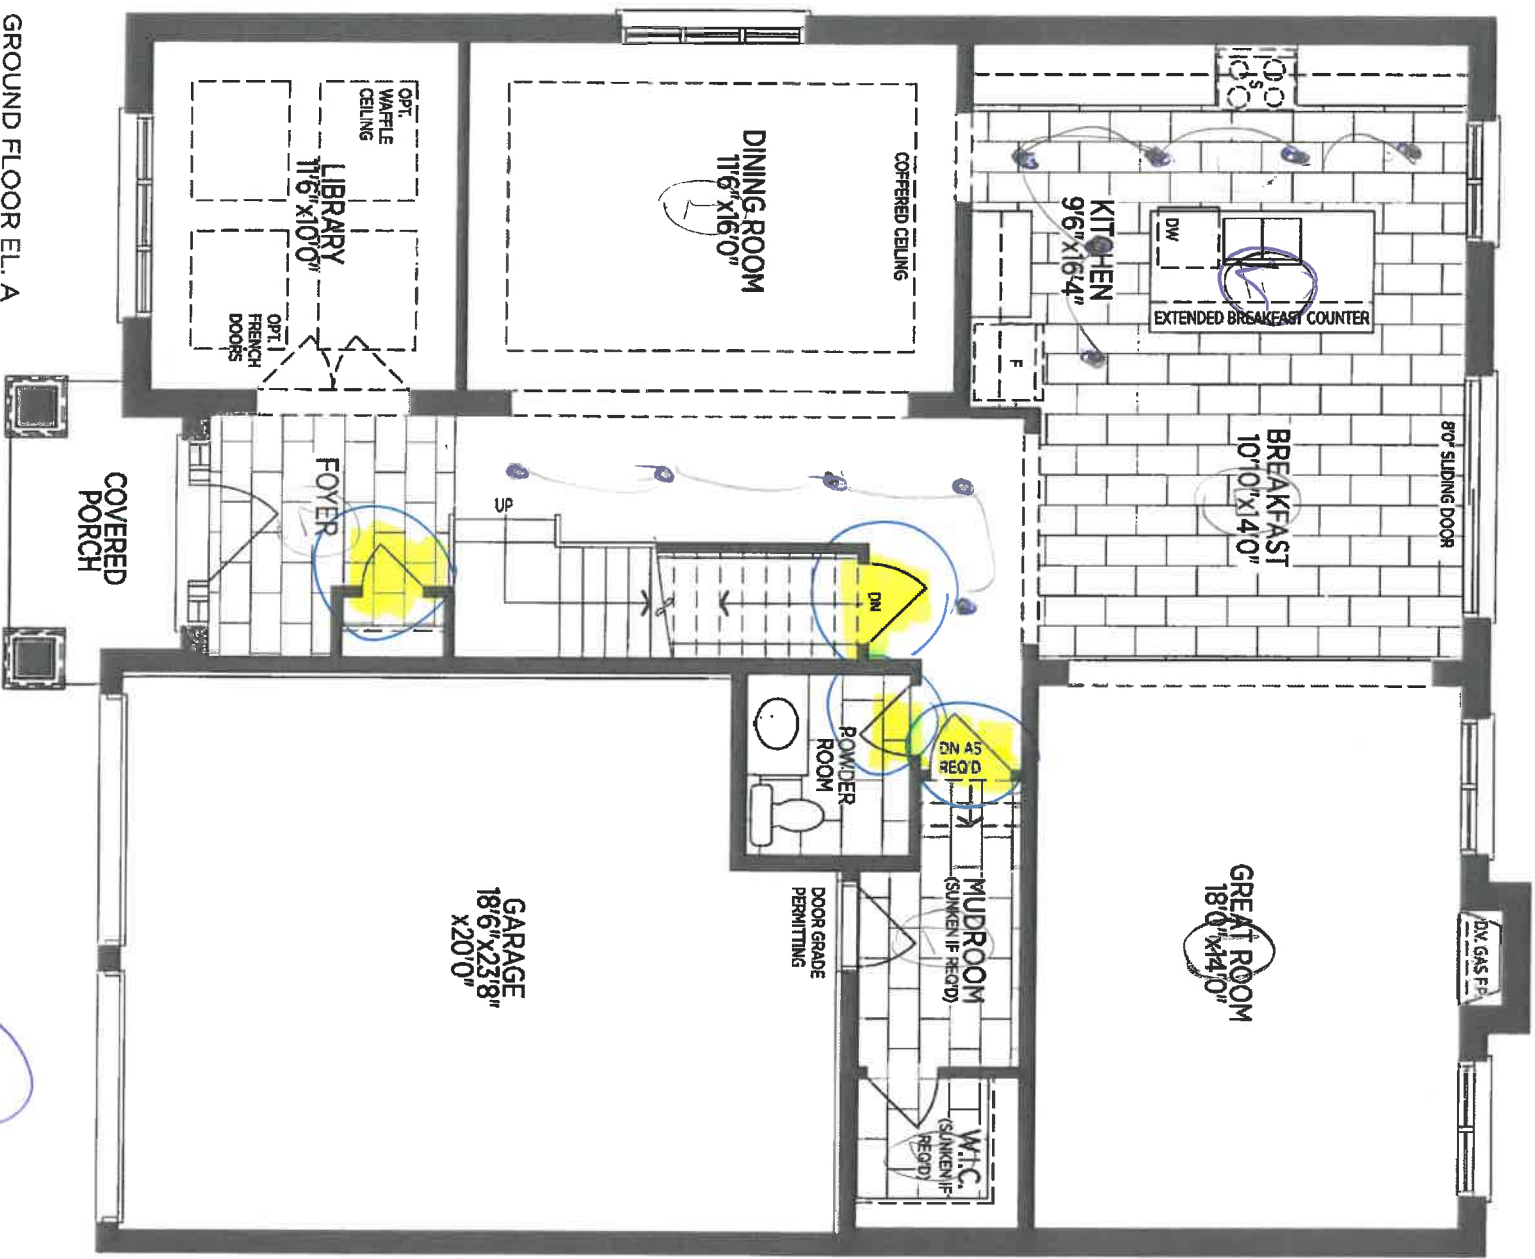 GROUND FLOOR EL. A
8'0" SLIDING DOOR
D.V. GAS F.P.
S
KITCHEN
9'6"x16'4"
DW
EXTENDED BREAKFAST COUNTER
F
BREAKFAST
10'10"x14'0"
GREAT ROOM
18'0"x14'0"
COFFERED CEILING
DINING ROOM
11'6"x16'0"
OPT.
WAFFLE
CEILING
LIBRARY
11'6"x10'0"
OPT.
FRENCH
DOORS
FOYER
UP
DN
DN AS
REQ'D
POWDER
ROOM
MUDROOM
(SUNKEN IF REQ'D)
W.I.C.
(SUNKEN IF
REQ'D)
DOOR GRADE
PERMITTING
GARAGE
18'6"x23'8"
x20'0"
COVERED
PORCH